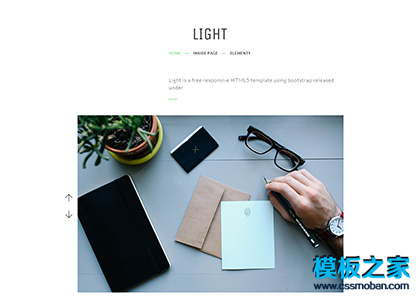 LIGHT
HOME — INSIDE PAGE — ELEMENTS
Light is a free responsive HTML5 template using bootstrap released
under
模板之家
www.cssmoban.com